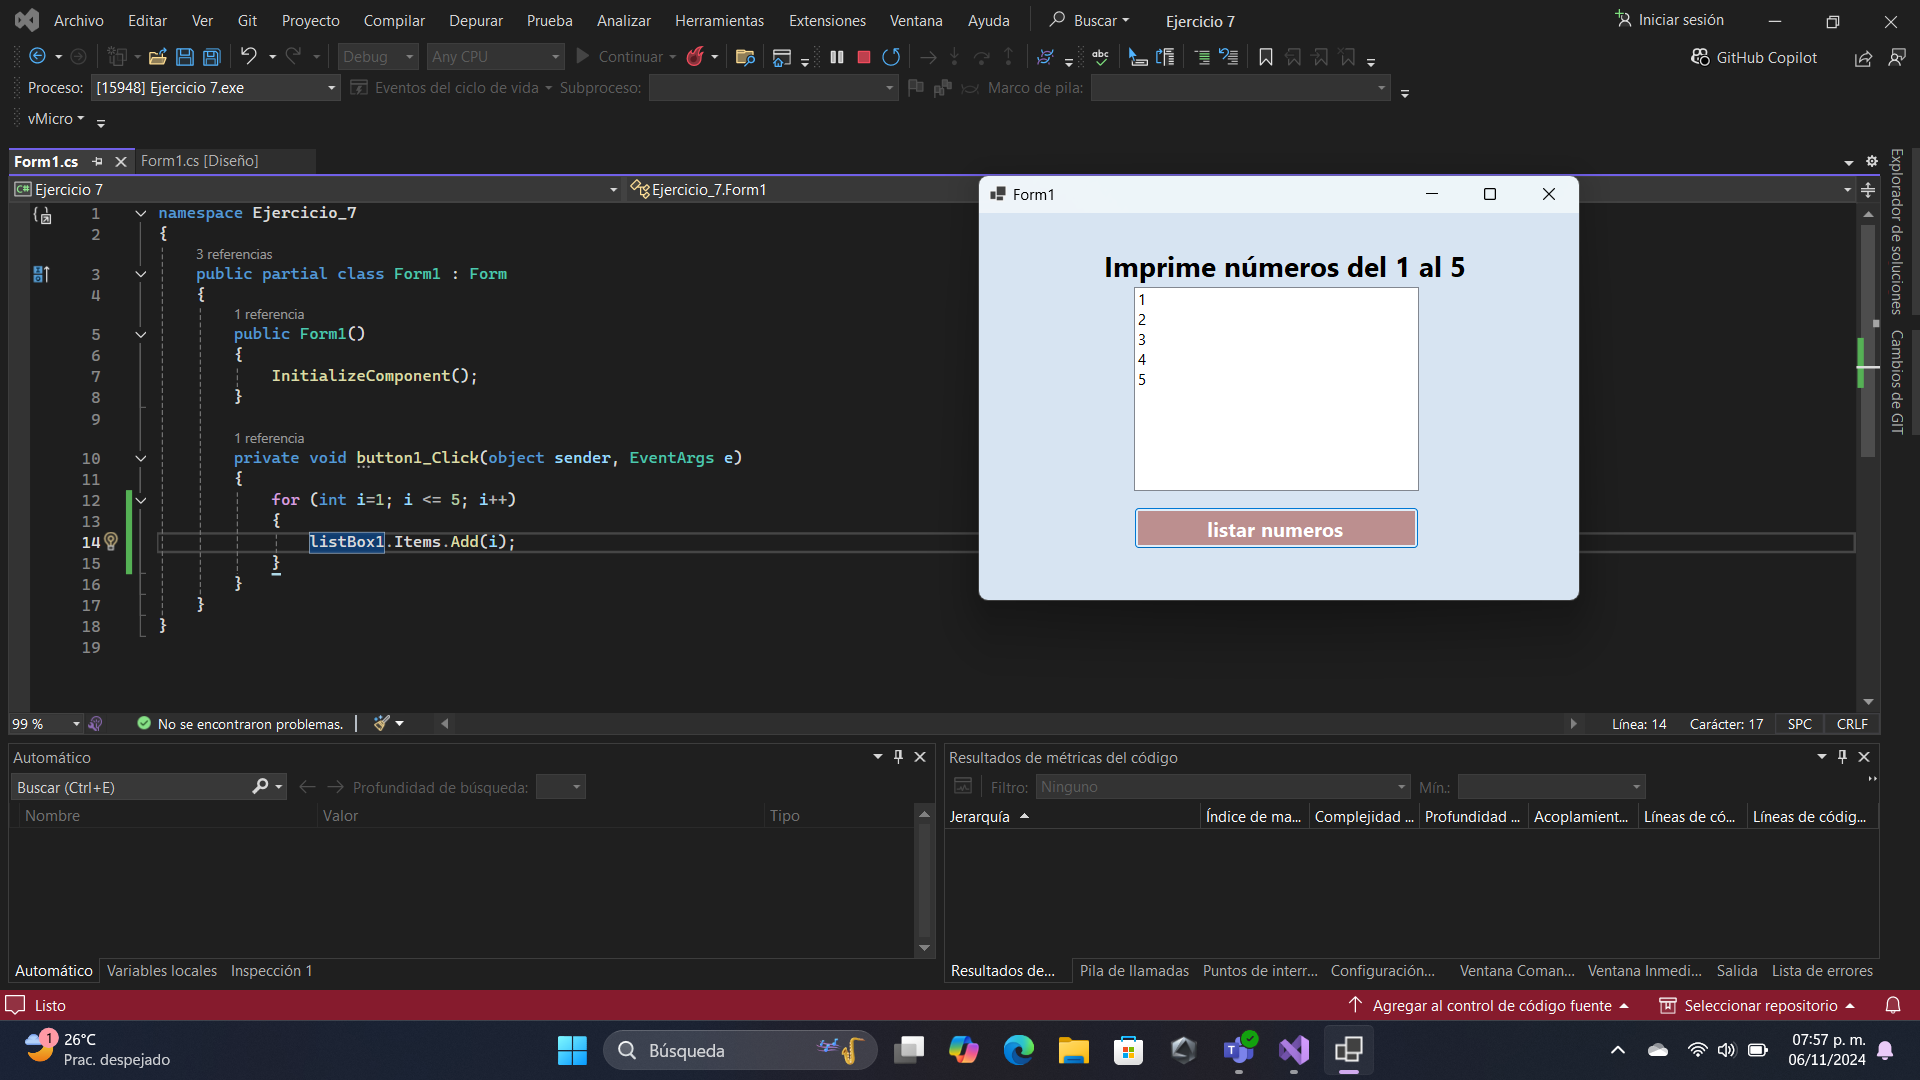 Archivo Editar Ver Git Proyecto Compilar Depurar Prueba Analizar Herramientas Extensiones Ventana Ayuda Buscar Ejercicio 7 Iniciar sesión
Debug Any CPU Continuar GitHub Copilot
Proceso: [15948] Ejercicio 7.exe Eventos del ciclo de vida Subproceso: Marco de pila:
vMicro
Form1.cs Form1.cs [Diseño]
C# Ejercicio 7 Ejercicio_7.Form1
1 namespace Ejercicio_7
2 {
3 referencias
3 public partial class Form1 : Form
4 {
1 referencia
5 public Form1()
6 {
7 InitializeComponent();
8 }
9
1 referencia
10 private void button1_Click(object sender, EventArgs e)
11 {
12 for (int i=1; i <= 5; i++)
13 {
14 listBox1.Items.Add(i);
15 }
16 }
17 }
18 }
19
Form1
Imprime números del 1 al 5
1
2
3
4
5
listar numeros
Explorador de soluciones
Cambios de GIT
99 % No se encontraron problemas. Línea: 14 Carácter: 17 SPC CRLF
Automático
Buscar (Ctrl+E) Profundidad de búsqueda:
Nombre Valor Tipo
Automático Variables locales Inspección 1
Resultados de métricas del código
Filtro: Ninguno Mín.:
Jerarquía Índice de ma... Complejidad ... Profundidad ... Acoplamient... Líneas de có... Líneas de códig...
Resultados de... Pila de llamadas Puntos de interr... Configuración... Ventana Coman... Ventana Inmedi... Salida Lista de errores
Listo Agregar al control de código fuente Seleccionar repositorio
1 26°C
Prac. despejado
Búsqueda
07:57 p. m.
06/11/2024